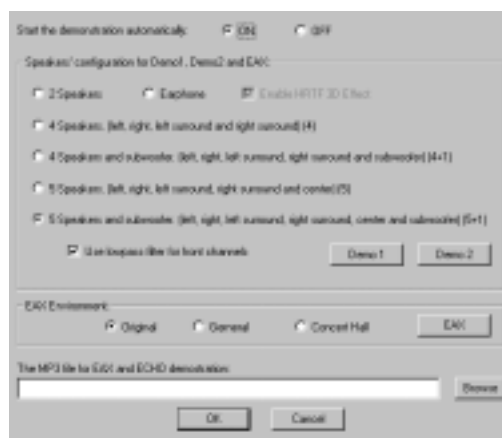 Start the demonstration automatically: ON OFF
Speakers' configuration for Demo1, Demo2 and EAX:
2 Speakers Earphone Enable HRTF 3D Effect
4 Speakers. (left, right, left surround and right surround) (4)
4 Speakers and subwoofer. (left, right, left surround, right surround and subwoofer) (4+1)
5 Speakers. (left, right, left surround, right surround and center) (5)
5 Speakers and subwoofer. (left, right, left surround, right surround, center and subwoofer) (5+1)
Use lowpass filter for front channels Demo 1 Demo 2
EAX Environment:
Original General Concert Hall EAX
The MP3 file for EAX and ECHO demostration:
Browse
OK Cancel